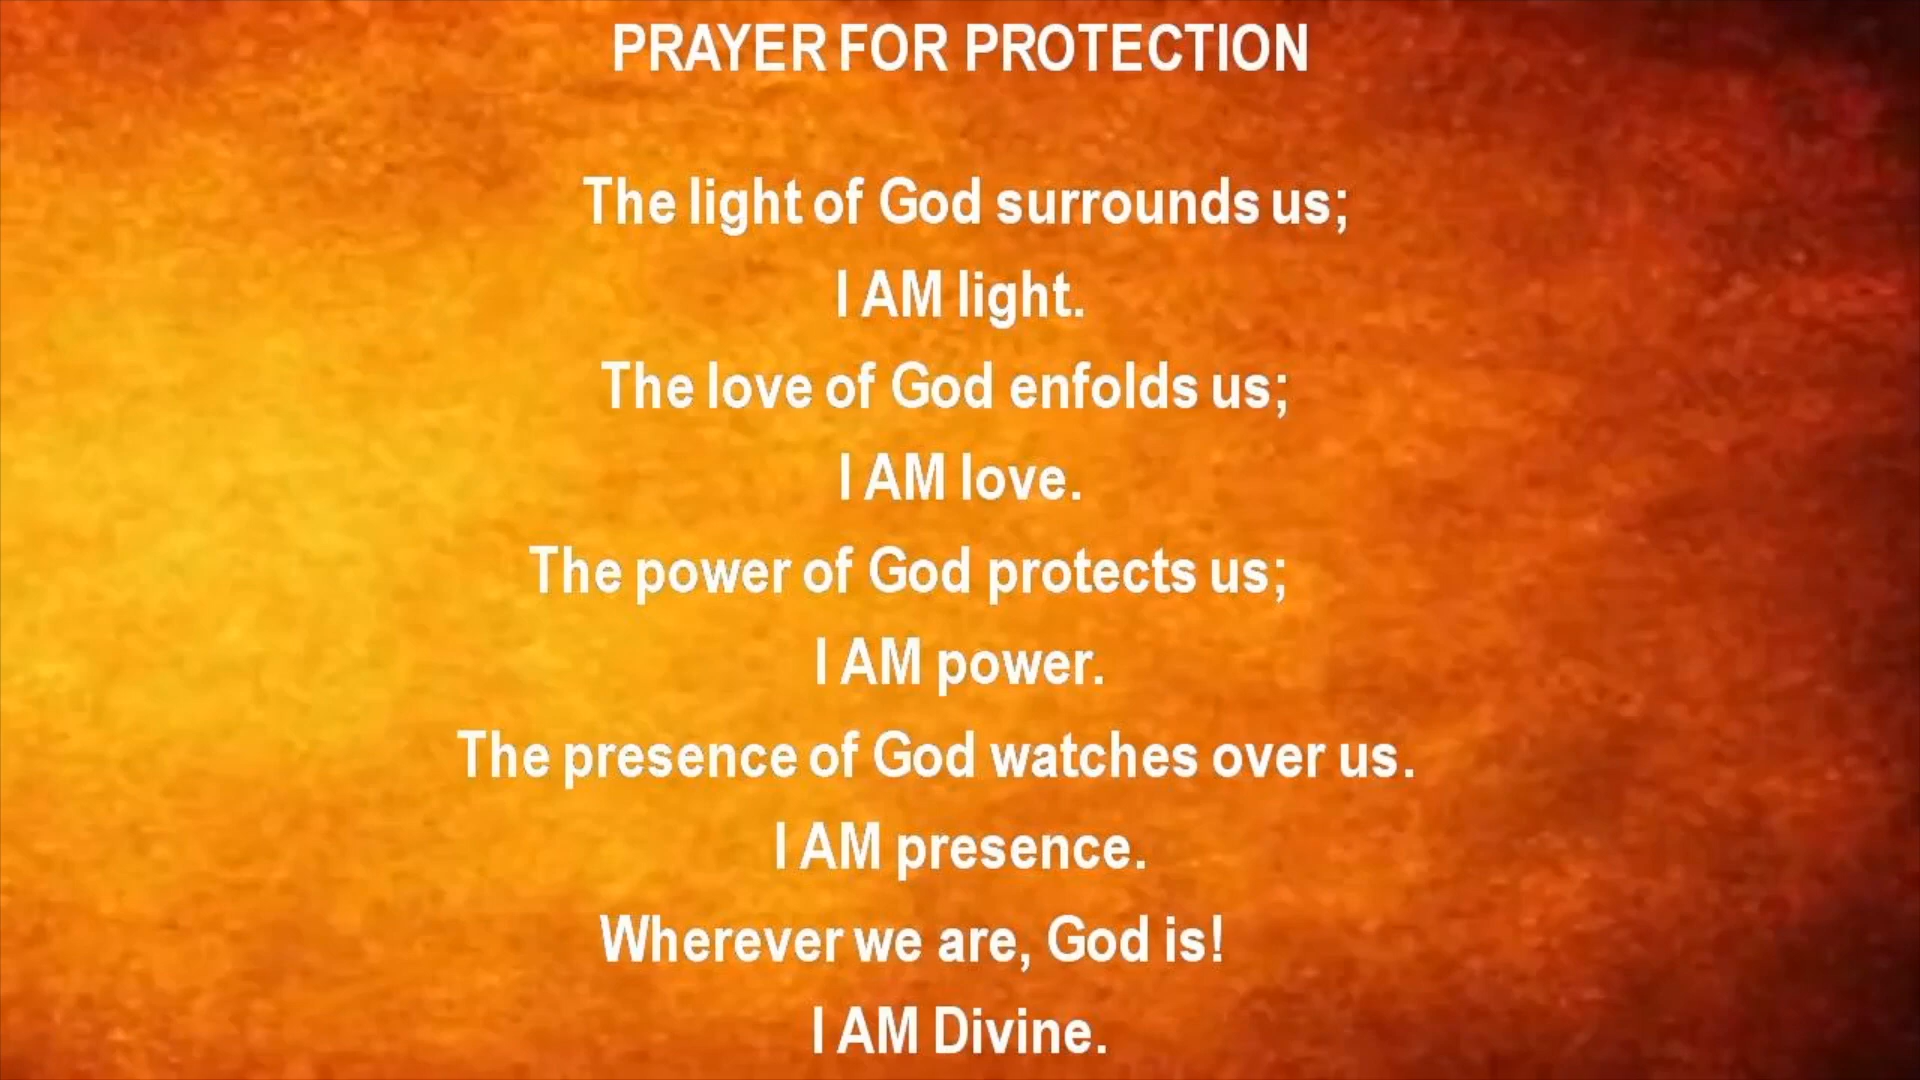 PRAYER FOR PROTECTION
The light of God surrounds us;
I AM light.
The love of God enfolds us;
I AM love.
The power of God protects us;
I AM power.
The presence of God watches over us.
I AM presence.
Wherever we are, God is!
I AM Divine.